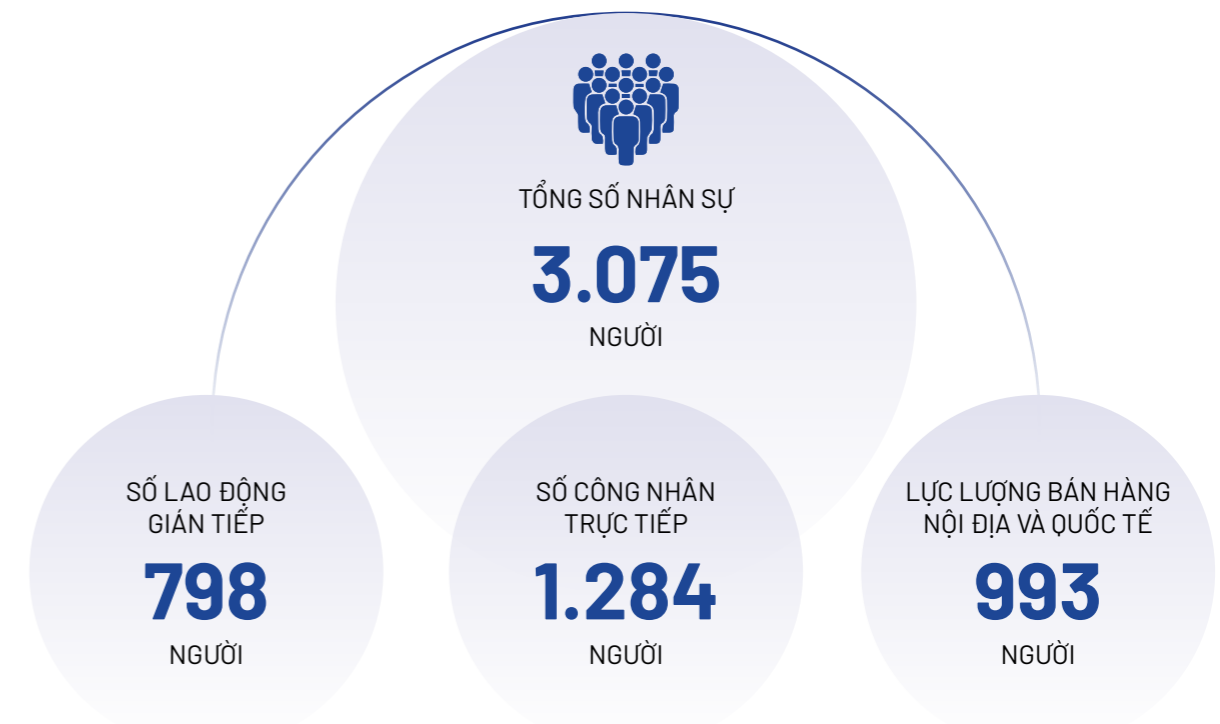 TỔNG SỐ NHÂN SỰ
3.075
NGƯỜI
SỐ LAO ĐỘNG
GIÁN TIẾP
798
NGƯỜI
SỐ CÔNG NHÂN
TRỰC TIẾP
1.284
NGƯỜI
LỰC LƯỢNG BÁN HÀNG
NỘI ĐỊA VÀ QUỐC TẾ
993
NGƯỜI